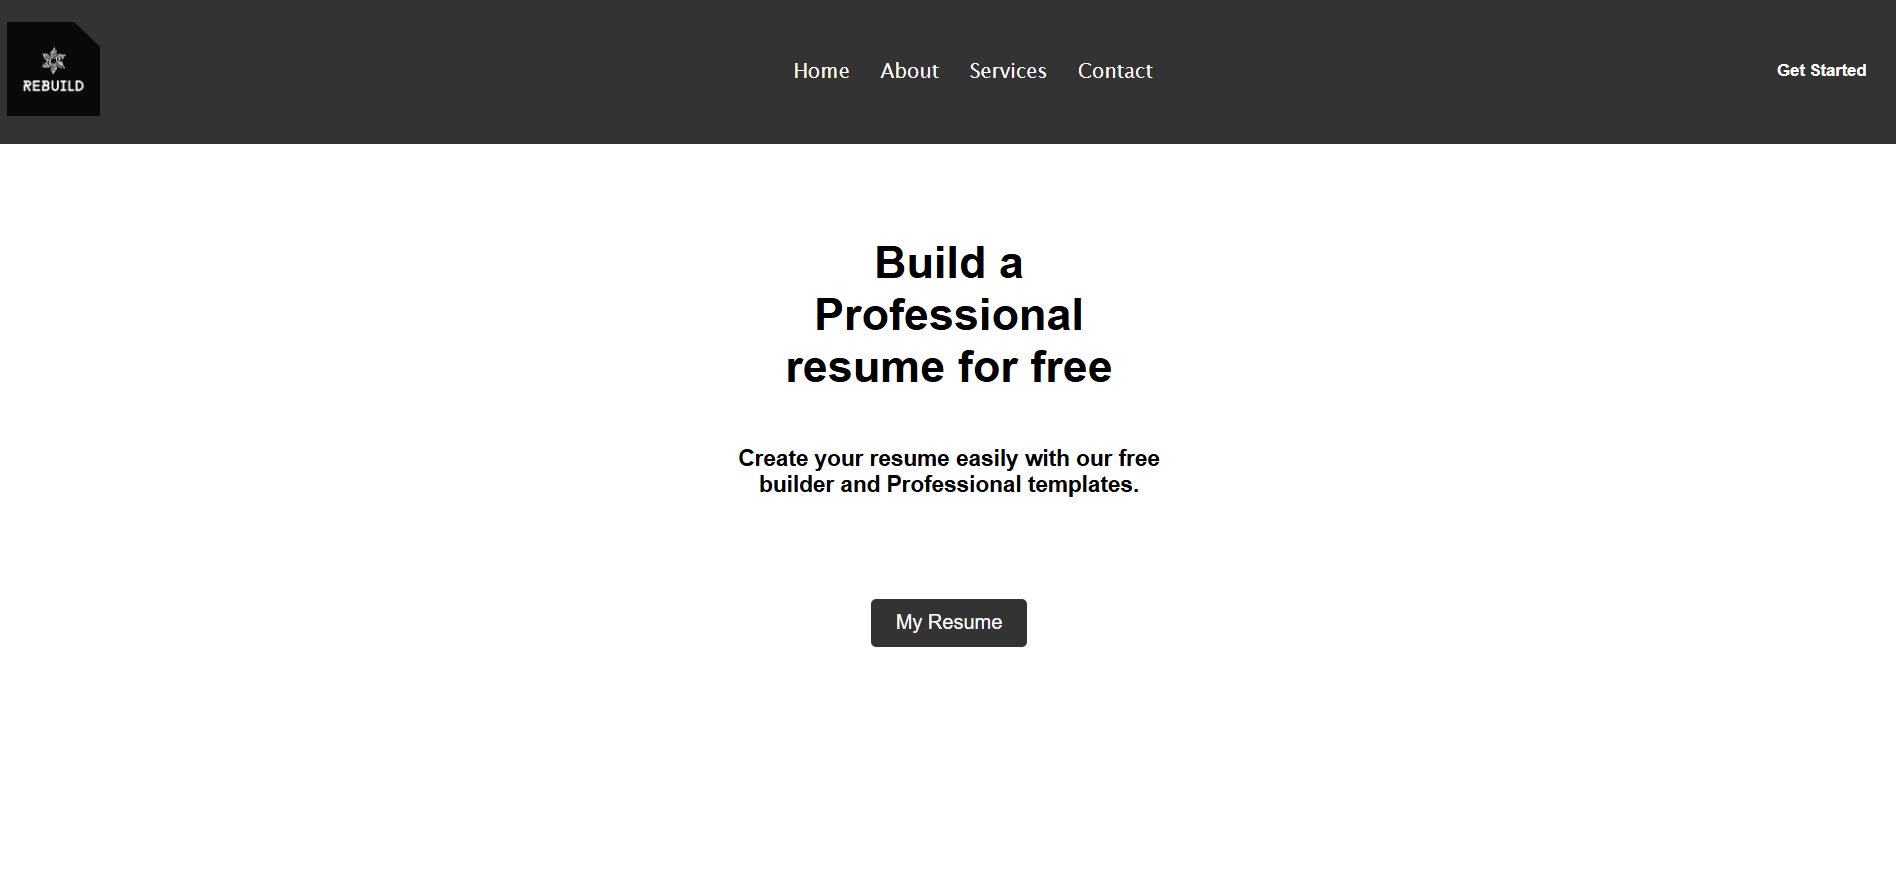 REBUILD
Home About Services Contact
Get Started
Build a
Professional
resume for free
Create your resume easily with our free
builder and Professional templates.
My Resume